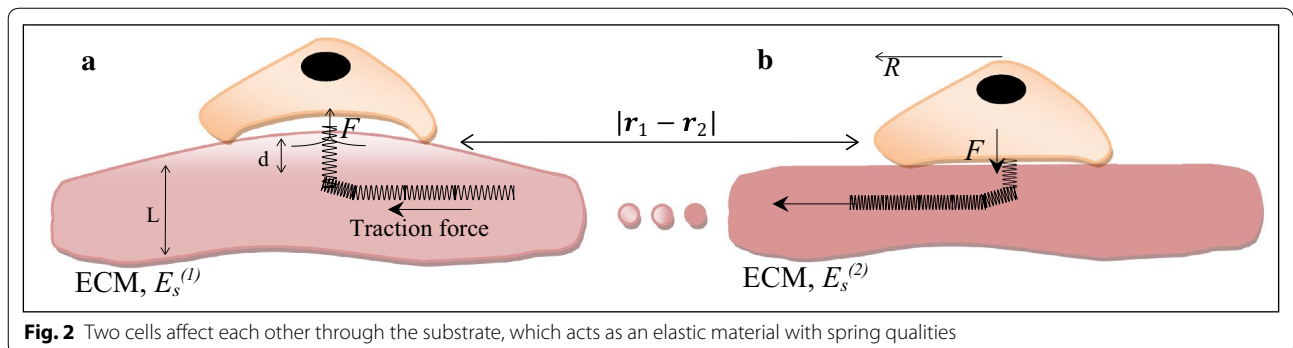 a
b
R
F
|r₁ − r₂|
d
F
L
Traction force
ECM, Eₛ⁽¹⁾
ECM, Eₛ⁽²⁾
Fig. 2 Two cells affect each other through the substrate, which acts as an elastic material with spring qualities